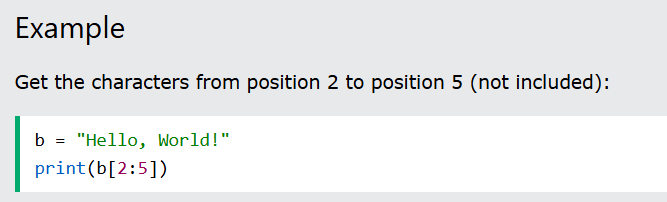 Example
Get the characters from position 2 to position 5 (not included):
b = "Hello, World!"
print(b[2:5])